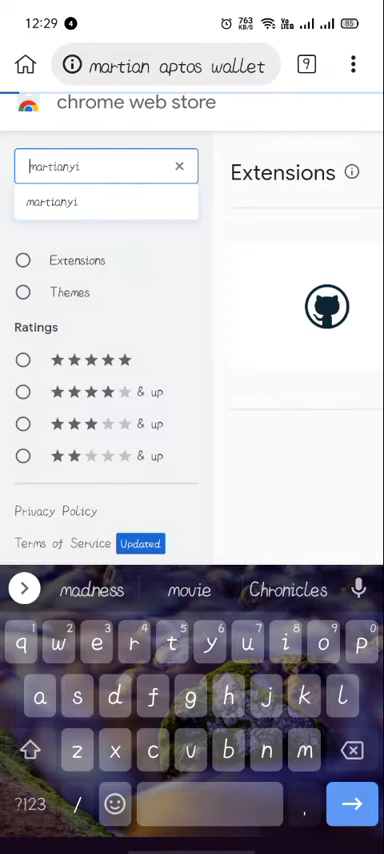 12:29 4 763 KB/S 85
martian aptos wallet 9
chrome web store
martianyi
martianyi
Extensions
Extensions
Themes
Ratings
& up
& up
& up
Privacy Policy
Terms of Service Updated
madness movie Chronicles
1 2 3 4 5 6 7 8 9 0
q w e r t y u i o p
a s d f g h j k l
z x c v b n m
?123 / ,